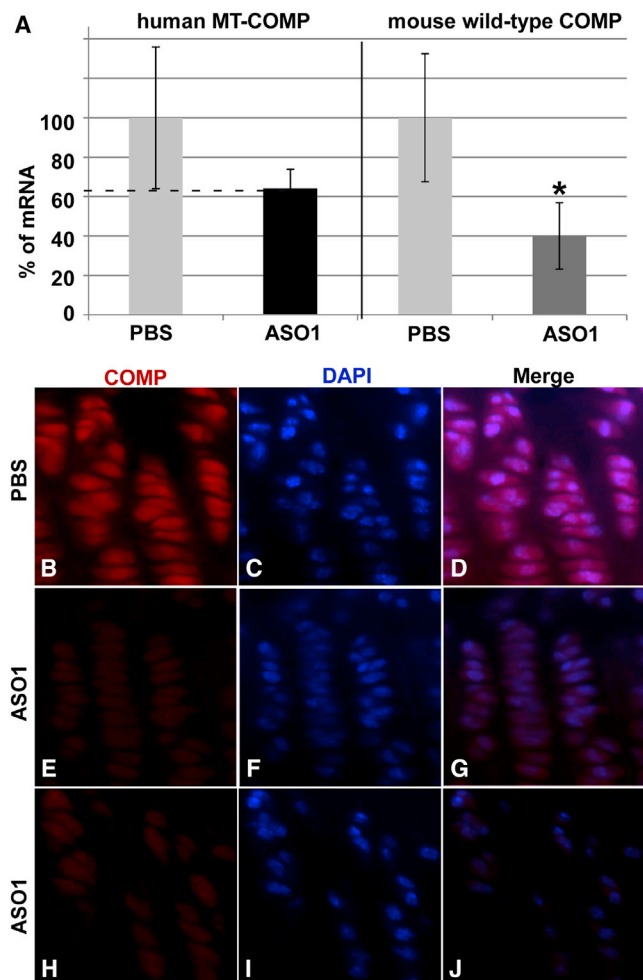 A
human MT-COMP
mouse wild-type COMP
% of mRNA
100
80
60
40
20
0
*
PBS
ASO1
PBS
ASO1
COMP
DAPI
Merge
PBS
B
C
D
ASO1
E
F
G
ASO1
H
I
J